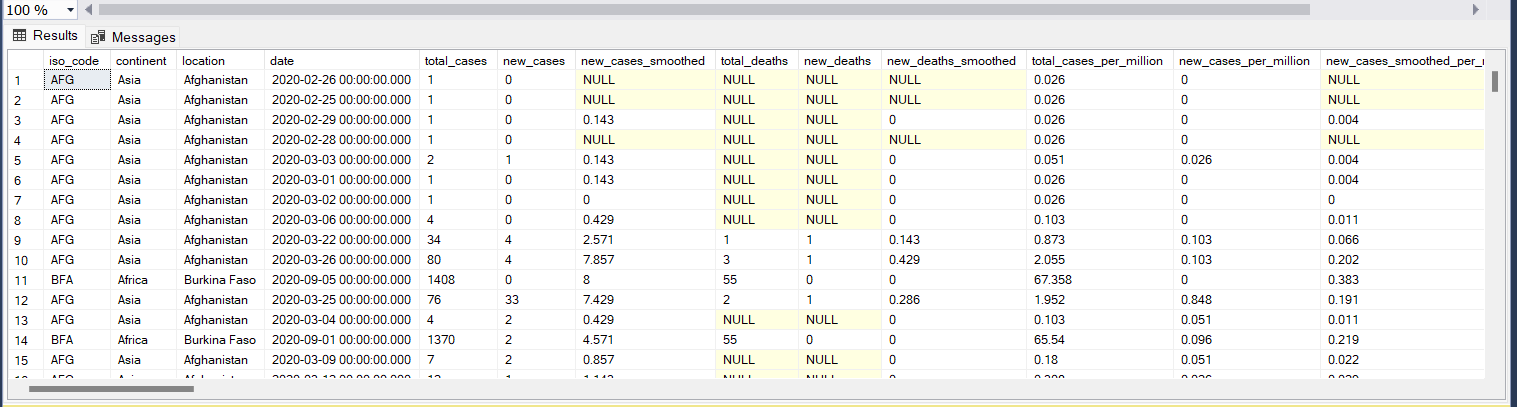 100 %
Results Messages
iso_code continent location date total_cases new_cases new_cases_smoothed total_deaths new_deaths new_deaths_smoothed total_cases_per_million new_cases_per_million new_cases_smoothed_per_
1 AFG Asia Afghanistan 2020-02-26 00:00:00.000 1 0 NULL NULL NULL NULL 0.026 0 NULL
2 AFG Asia Afghanistan 2020-02-25 00:00:00.000 1 0 NULL NULL NULL NULL 0.026 0 NULL
3 AFG Asia Afghanistan 2020-02-29 00:00:00.000 1 0 0.143 NULL NULL 0 0.026 0 0.004
4 AFG Asia Afghanistan 2020-02-28 00:00:00.000 1 0 NULL NULL NULL NULL 0.026 0 NULL
5 AFG Asia Afghanistan 2020-03-03 00:00:00.000 2 1 0.143 NULL NULL 0 0.051 0.026 0.004
6 AFG Asia Afghanistan 2020-03-01 00:00:00.000 1 0 0.143 NULL NULL 0 0.026 0 0.004
7 AFG Asia Afghanistan 2020-03-02 00:00:00.000 1 0 0 NULL NULL 0 0.026 0 0
8 AFG Asia Afghanistan 2020-03-06 00:00:00.000 4 0 0.429 NULL NULL 0 0.103 0 0.011
9 AFG Asia Afghanistan 2020-03-22 00:00:00.000 34 4 2.571 1 1 0.143 0.873 0.103 0.066
10 AFG Asia Afghanistan 2020-03-26 00:00:00.000 80 4 7.857 3 1 0.429 2.055 0.103 0.202
11 BFA Africa Burkina Faso 2020-09-05 00:00:00.000 1408 0 8 55 0 0 67.358 0 0.383
12 AFG Asia Afghanistan 2020-03-25 00:00:00.000 76 33 7.429 2 1 0.286 1.952 0.848 0.191
13 AFG Asia Afghanistan 2020-03-04 00:00:00.000 4 2 0.429 NULL NULL 0 0.103 0.051 0.011
14 BFA Africa Burkina Faso 2020-09-01 00:00:00.000 1370 2 4.571 55 0 0 65.54 0.096 0.219
15 AFG Asia Afghanistan 2020-03-09 00:00:00.000 7 2 0.857 NULL NULL 0 0.18 0.051 0.022